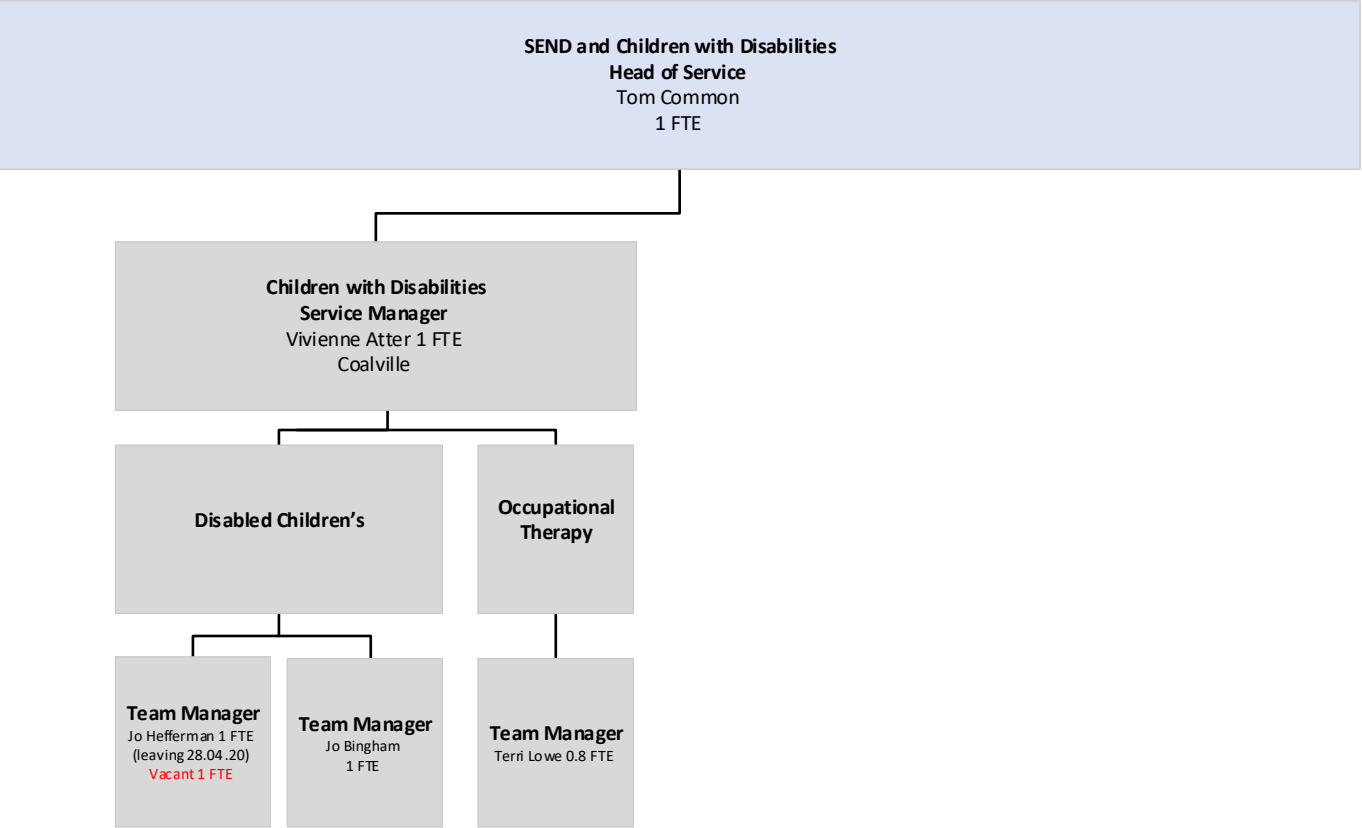 SEND and Children with Disabilities
Head of Service
Tom Common
1 FTE
Children with Disabilities
Service Manager
Vivienne Atter 1 FTE
Coalville
Disabled Children’s
Occupational
Therapy
Team Manager
Jo Hefferman 1 FTE
(leaving 28.04.20)
Vacant 1 FTE
Team Manager
Jo Bingham
1 FTE
Team Manager
Terri Lowe 0.8 FTE